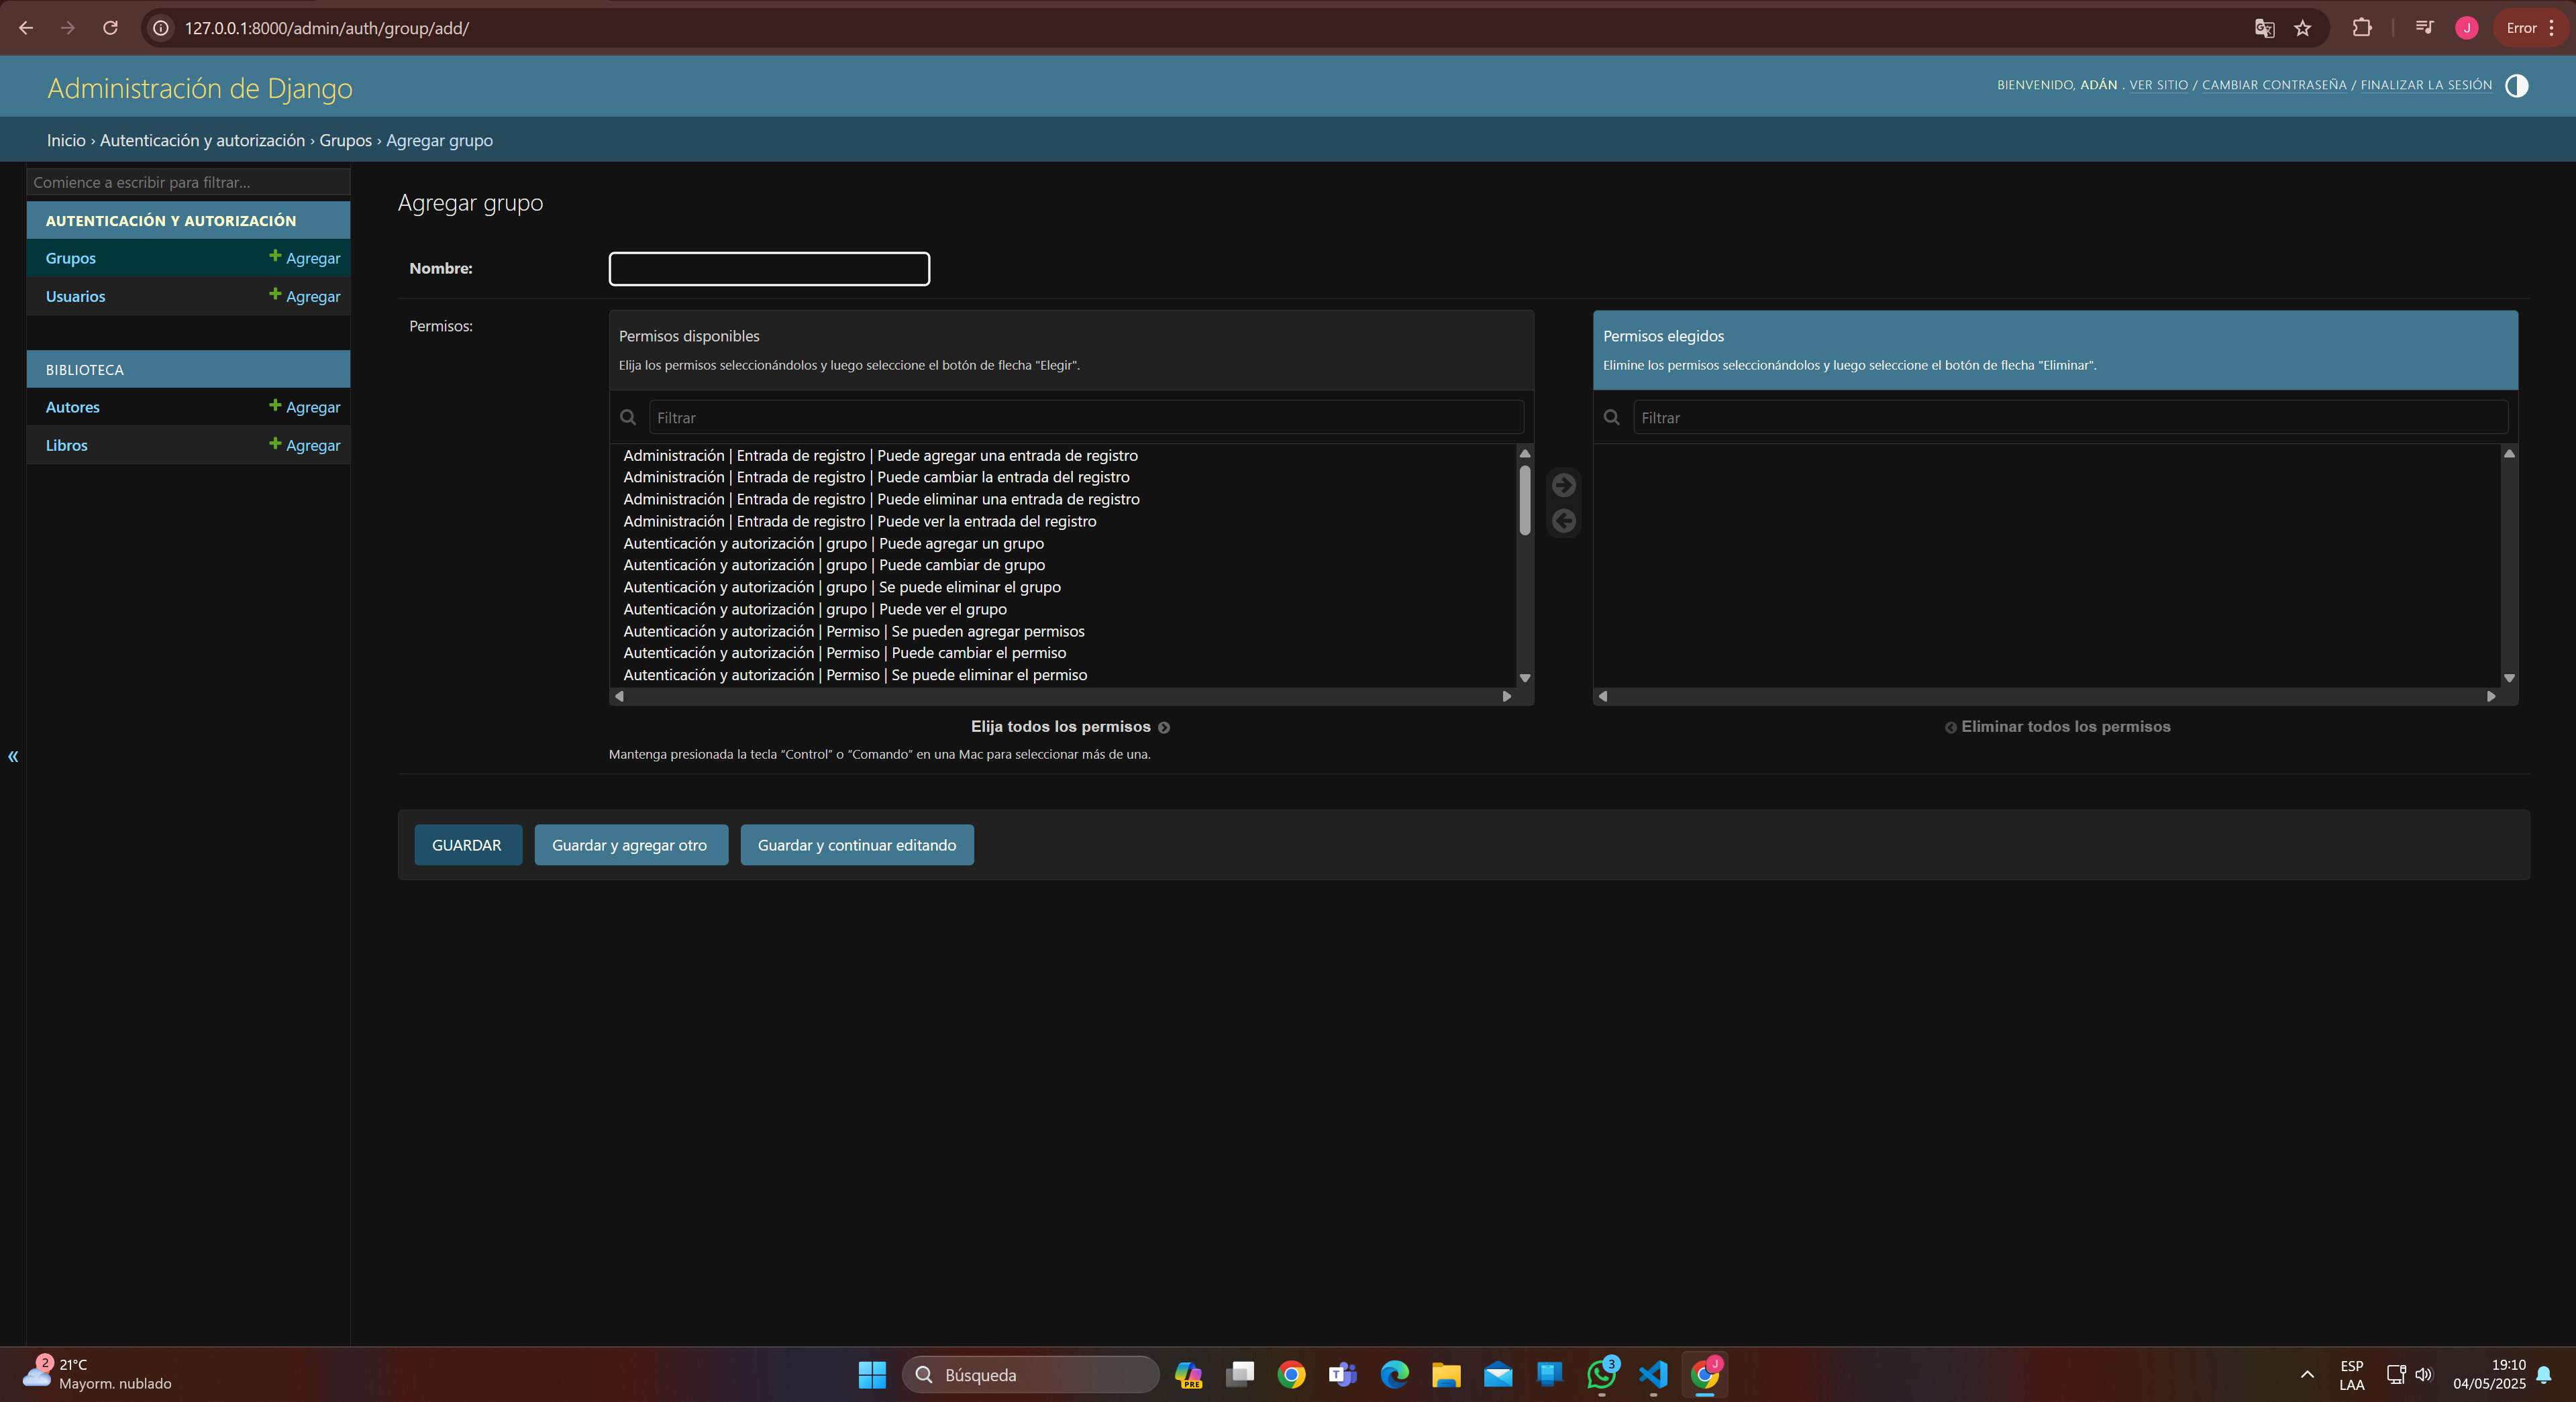 127.0.0.1:8000/admin/auth/group/add/
J
Error
Administración de Django
BIENVENIDO, ADÁN . VER SITIO / CAMBIAR CONTRASEÑA / FINALIZAR LA SESIÓN
Inicio › Autenticación y autorización › Grupos › Agregar grupo
Comience a escribir para filtrar...
AUTENTICACIÓN Y AUTORIZACIÓN
Grupos
Agregar
Usuarios
Agregar
BIBLIOTECA
Autores
Agregar
Libros
Agregar
«
Agregar grupo
Nombre:
Permisos:
Permisos disponibles
Elija los permisos seleccionándolos y luego seleccione el botón de flecha "Elegir".
Filtrar
Administración | Entrada de registro | Puede agregar una entrada de registro
Administración | Entrada de registro | Puede cambiar la entrada del registro
Administración | Entrada de registro | Puede eliminar una entrada de registro
Administración | Entrada de registro | Puede ver la entrada del registro
Autenticación y autorización | grupo | Puede agregar un grupo
Autenticación y autorización | grupo | Puede cambiar de grupo
Autenticación y autorización | grupo | Se puede eliminar el grupo
Autenticación y autorización | grupo | Puede ver el grupo
Autenticación y autorización | Permiso | Se pueden agregar permisos
Autenticación y autorización | Permiso | Puede cambiar el permiso
Autenticación y autorización | Permiso | Se puede eliminar el permiso
Elija todos los permisos
Mantenga presionada la tecla “Control” o “Comando” en una Mac para seleccionar más de una.
Permisos elegidos
Elimine los permisos seleccionándolos y luego seleccione el botón de flecha "Eliminar".
Filtrar
Eliminar todos los permisos
GUARDAR
Guardar y agregar otro
Guardar y continuar editando
2
21°C
Mayorm. nublado
Búsqueda
PRE
T
3
J
ESP
LAA
19:10
04/05/2025